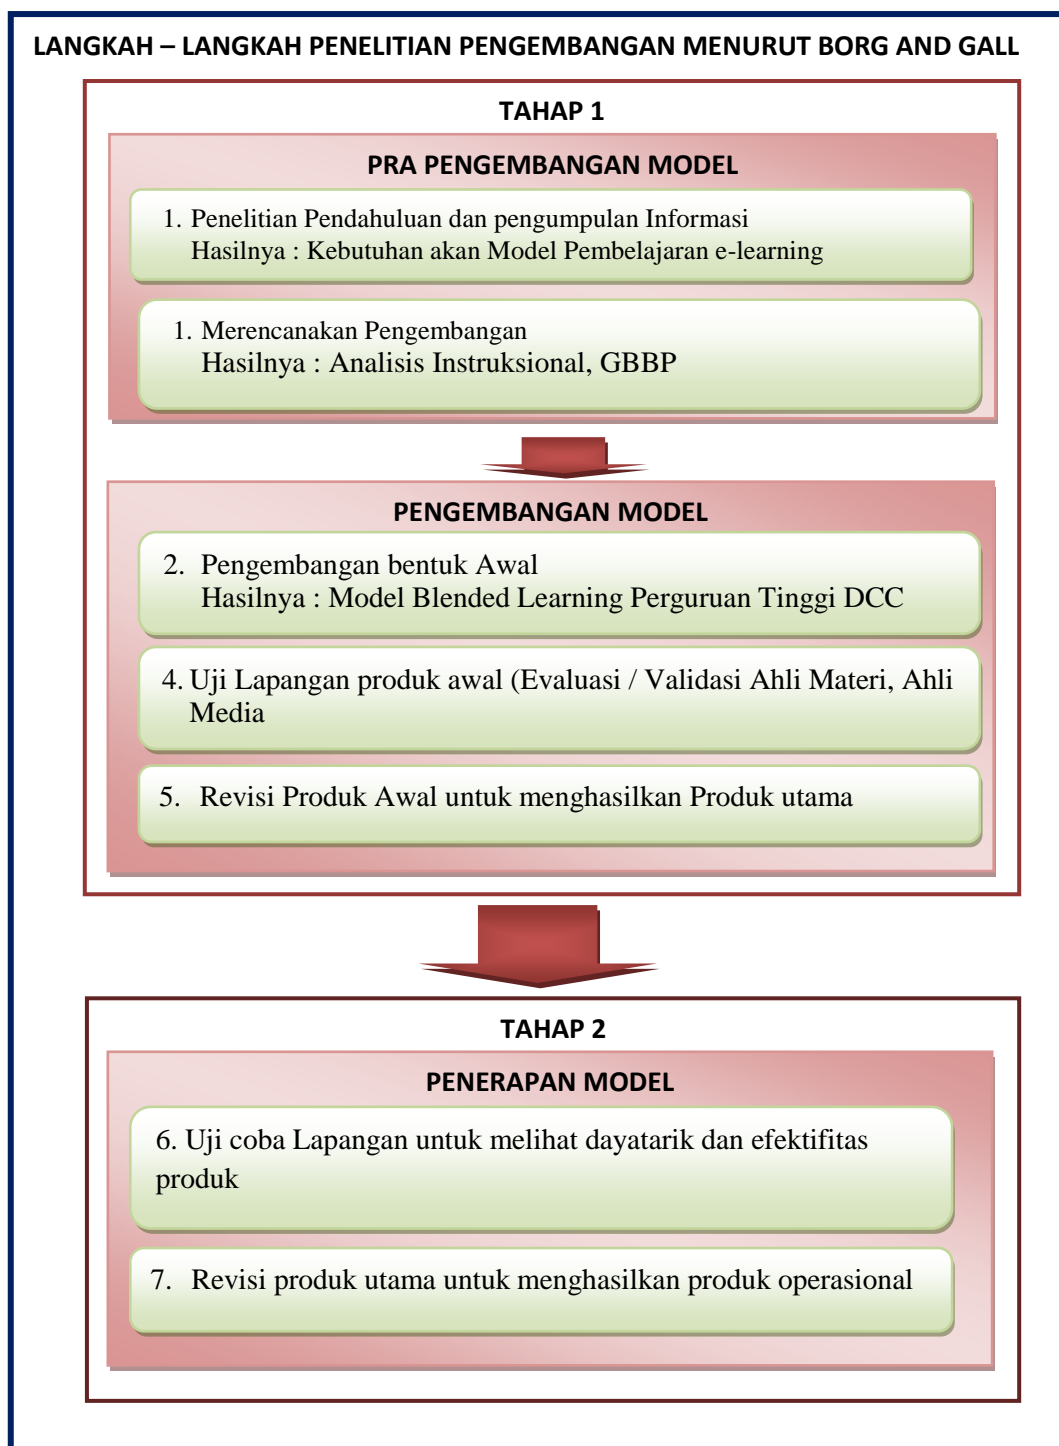 LANGKAH – LANGKAH PENELITIAN PENGEMBANGAN MENURUT BORG AND GALL
TAHAP 1
PRA PENGEMBANGAN MODEL
1. Penelitian Pendahuluan dan pengumpulan Informasi
Hasilnya : Kebutuhan akan Model Pembelajaran e-learning
1. Merencanakan Pengembangan
Hasilnya : Analisis Instruksional, GBBP
PENGEMBANGAN MODEL
2. Pengembangan bentuk Awal
Hasilnya : Model Blended Learning Perguruan Tinggi DCC
4. Uji Lapangan produk awal (Evaluasi / Validasi Ahli Materi, Ahli
Media
5. Revisi Produk Awal untuk menghasilkan Produk utama
TAHAP 2
PENERAPAN MODEL
6. Uji coba Lapangan untuk melihat dayatarik dan efektifitas
produk
7. Revisi produk utama untuk menghasilkan produk operasional